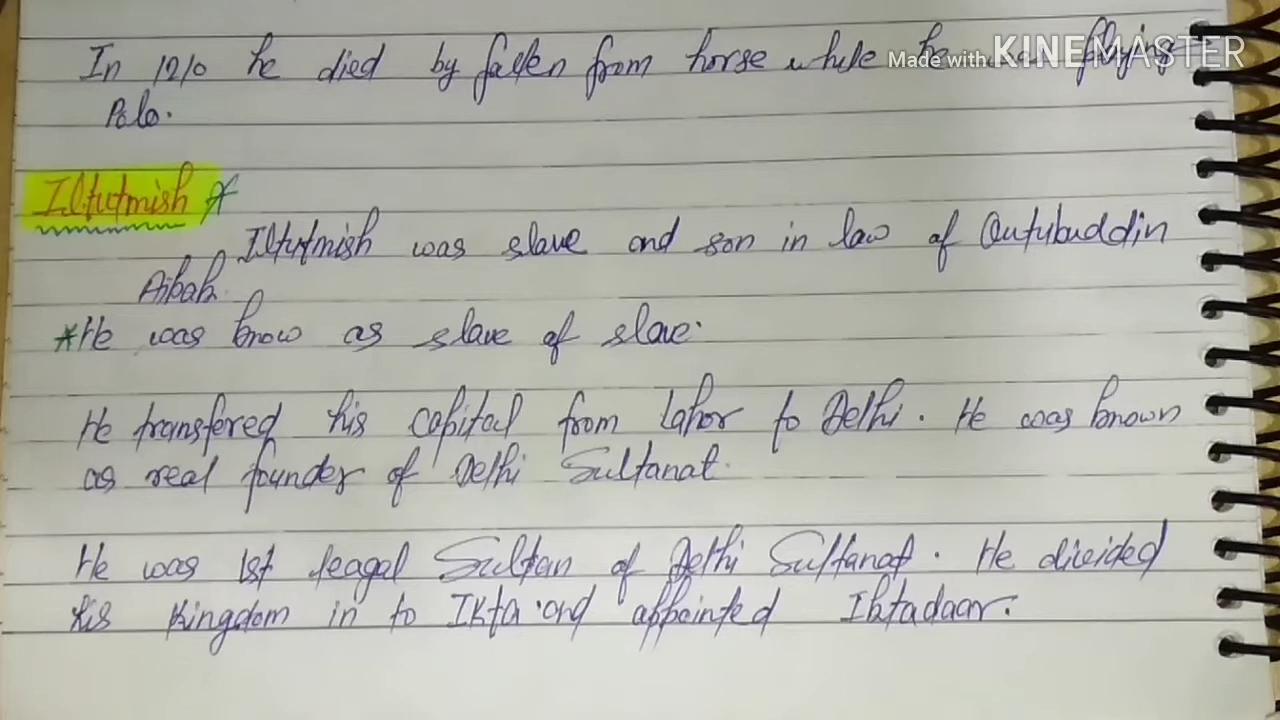 In 1210 he died by fallen from horse while he playing
Polo.
Made with KINEMASTER
Iltutmish *
Iltutmish was slave and son in law of Qutubuddin
Aibak.
*He was know as slave of slave.
He transfered his capital from Lahor to Delhi. He was known
as real founder of Delhi Sultanat.
He was 1st leagal Sultan of Delhi Sultanat. He divided
his Kingdom in to IKta and appointed Iktadaar.